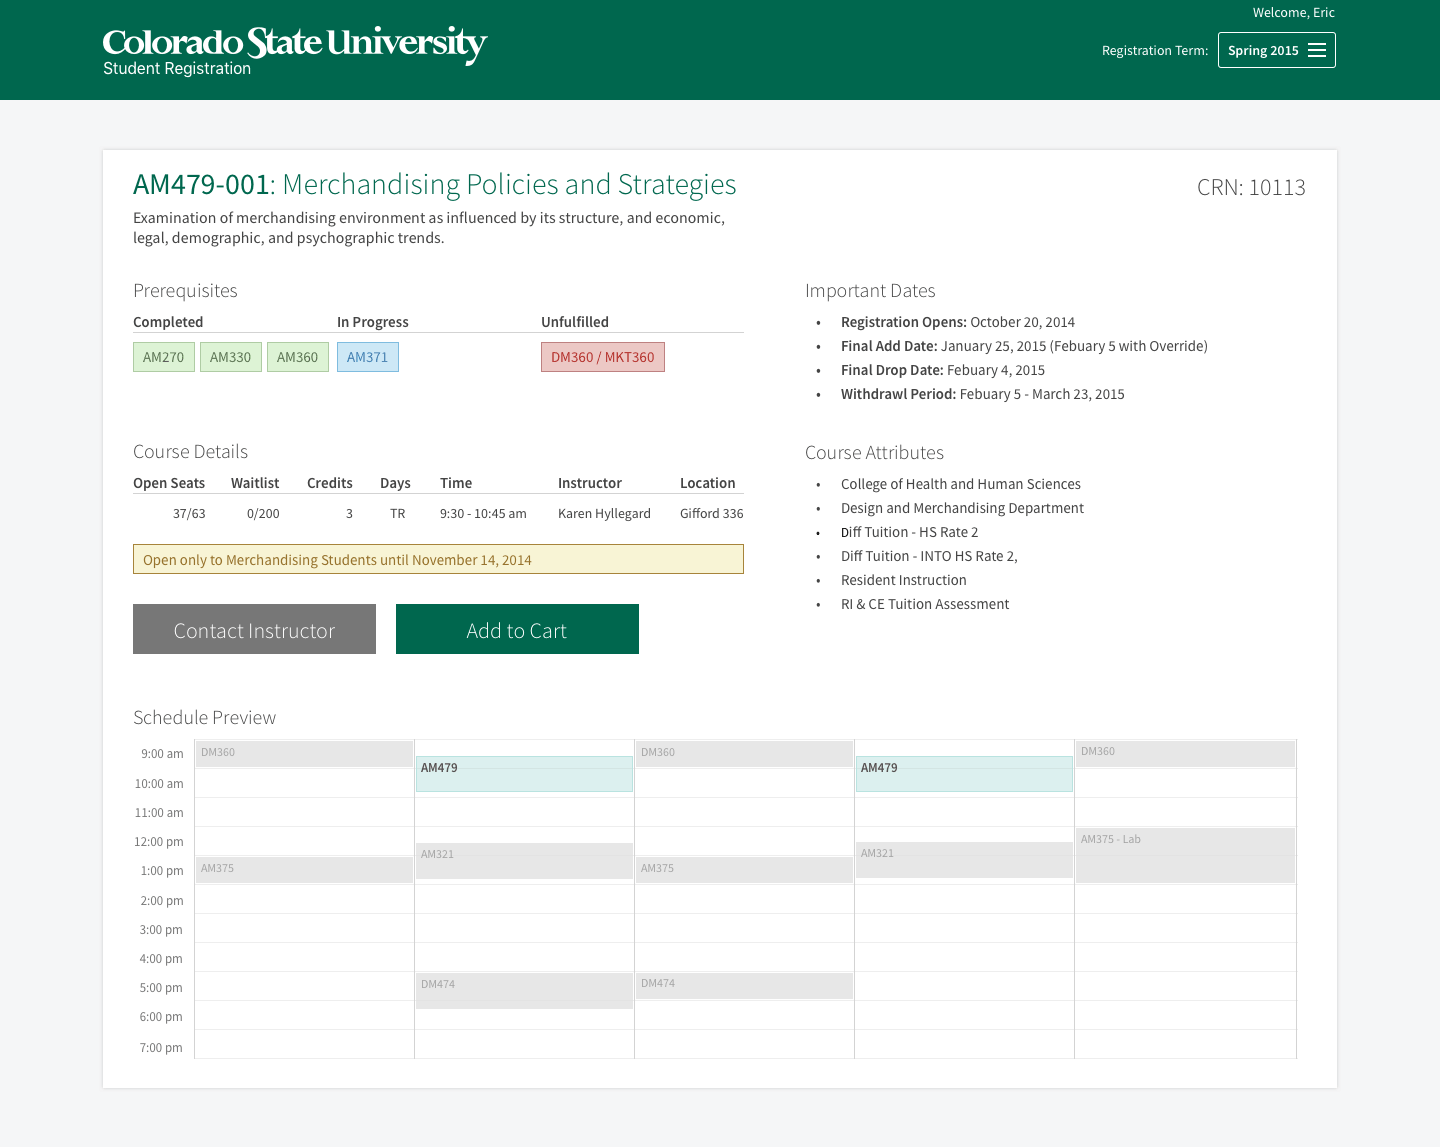 Welcome, Eric
Colorado State University
Student Registration
Registration Term: Spring 2015
AM479-001: Merchandising Policies and Strategies
CRN: 10113
Examination of merchandising environment as influenced by its structure, and economic,
legal, demographic, and psychographic trends.
Prerequisites
Completed In Progress Unfulfilled
AM270 AM330 AM360 AM371 DM360 / MKT360
Important Dates
• Registration Opens: October 20, 2014
• Final Add Date: January 25, 2015 (Febuary 5 with Override)
• Final Drop Date: Febuary 4, 2015
• Withdrawl Period: Febuary 5 - March 23, 2015
Course Details
Open Seats Waitlist Credits Days Time Instructor Location
37/63 0/200 3 TR 9:30 - 10:45 am Karen Hyllegard Gifford 336
Open only to Merchandising Students until November 14, 2014
Contact Instructor Add to Cart
Course Attributes
• College of Health and Human Sciences
• Design and Merchandising Department
• Diff Tuition - HS Rate 2
• Diff Tuition - INTO HS Rate 2,
• Resident Instruction
• RI & CE Tuition Assessment
Schedule Preview
9:00 am DM360 DM360 DM360
AM479 AM479
10:00 am
11:00 am
12:00 pm AM375 - Lab
AM321 AM321
1:00 pm AM375 AM375
2:00 pm
3:00 pm
4:00 pm
5:00 pm DM474 DM474
6:00 pm
7:00 pm